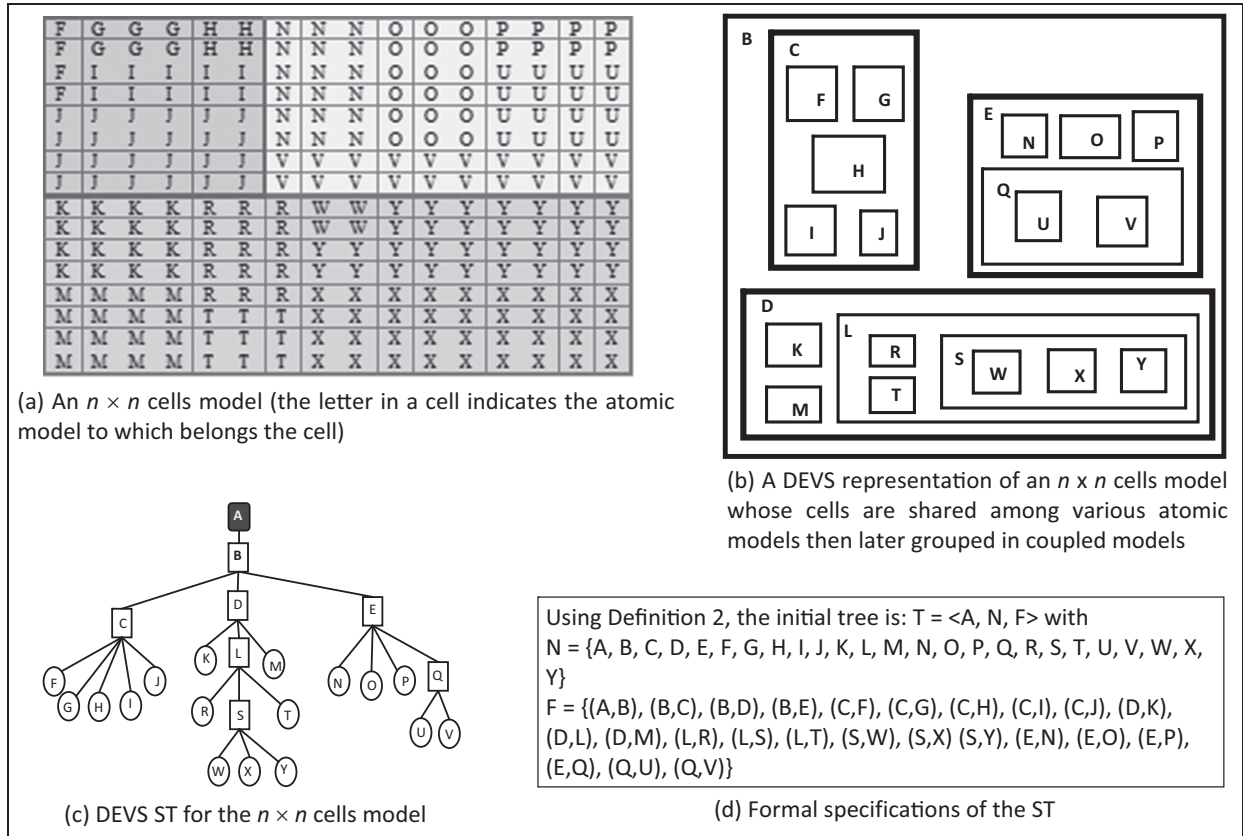 F G G G H H N N N O O O P P P P
F G G G H H N N N O O O P P P P
F I I I I I N N N O O O U U U U
F I I I I I N N N O O O U U U U
J J J J J J N N N O O O U U U U
J J J J J J N N N O O O U U U U
J J J J J J V V V V V V V V V V
J J J J J J V V V V V V V V V V
K K K K R R R W W Y Y Y Y Y Y Y
K K K K R R R W W Y Y Y Y Y Y Y
K K K K R R R Y Y Y Y Y Y Y Y Y
K K K K R R R Y Y Y Y Y Y Y Y Y
M M M M R R R X X X X X X X X X
M M M M T T T X X X X X X X X X
M M M M T T T X X X X X X X X X
M M M M T T T X X X X X X X X X
(a) An n × n cells model (the letter in a cell indicates the atomic
model to which belongs the cell)
B
C
F G
H
I J
E
N O P
Q
U V
D
K
M
L
R
T
S
W X Y
(b) A DEVS representation of an n x n cells model
whose cells are shared among various atomic
models then later grouped in coupled models
A
B
C D E
F G H I J
K L M
N O P Q
R S T
U V
W X Y
(c) DEVS ST for the n × n cells model
Using Definition 2, the initial tree is: T = <A, N, F> with
N = {A, B, C, D, E, F, G, H, I, J, K, L, M, N, O, P, Q, R, S, T, U, V, W, X,
Y}
F = {(A,B), (B,C), (B,D), (B,E), (C,F), (C,G), (C,H), (C,I), (C,J), (D,K),
(D,L), (D,M), (L,R), (L,S), (L,T), (S,W), (S,X) (S,Y), (E,N), (E,O), (E,P),
(E,Q), (Q,U), (Q,V)}
(d) Formal specifications of the ST